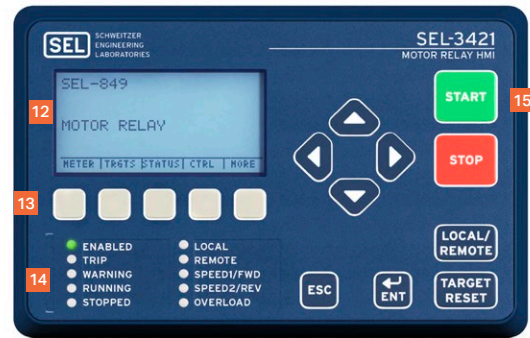 SEL SCHWEITZER
ENGINEERING
LABORATORIES
SEL-3421
MOTOR RELAY HMI
SEL-849
MOTOR RELAY
METER |TRGTS |STATUS| CTRL | MORE
12
START
15
STOP
13
14
ENABLED
TRIP
WARNING
RUNNING
STOPPED
LOCAL
REMOTE
SPEED1/FWD
SPEED2/REV
OVERLOAD
LOCAL/
REMOTE
ESC
ENT
TARGET
RESET